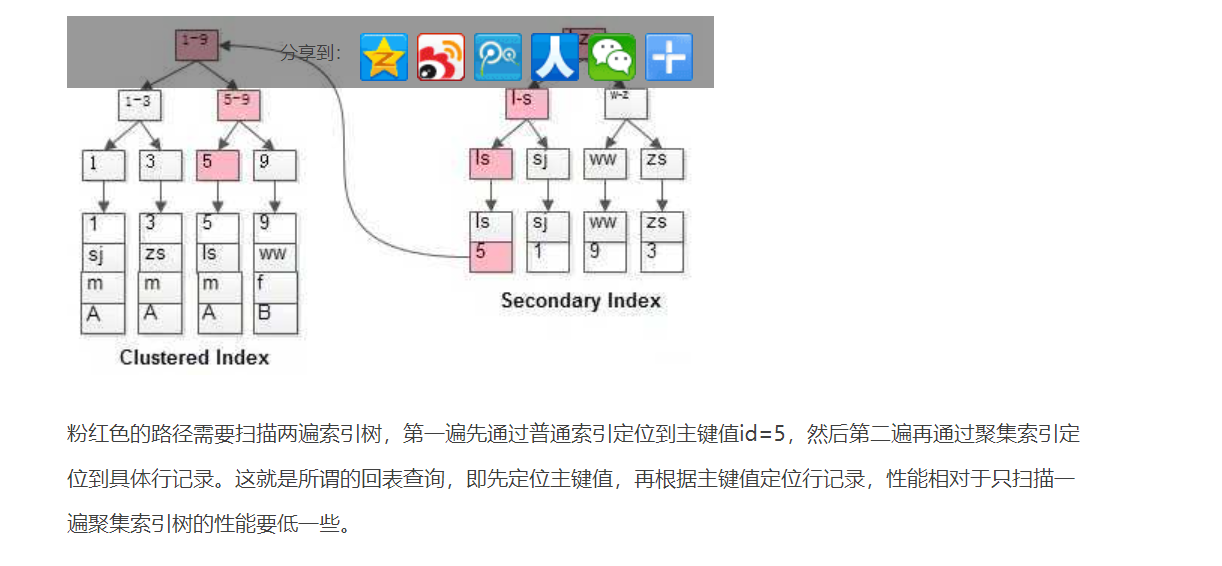 1-9
分享到：
1-3
5-9
l-s
w-z
1
3
5
9
ls
sj
ww
zs
1
3
5
9
ls
sj
ww
zs
sj
zs
ls
ww
5
1
9
3
m
m
m
f
A
A
A
B
Secondary Index
Clustered Index
粉红色的路径需要扫描两遍索引树，第一遍先通过普通索引定位到主键值id=5，然后第二遍再通过聚集索引定
位到具体行记录。这就是所谓的回表查询，即先定位主键值，再根据主键值定位行记录，性能相对于只扫描一
遍聚集索引树的性能要低一些。